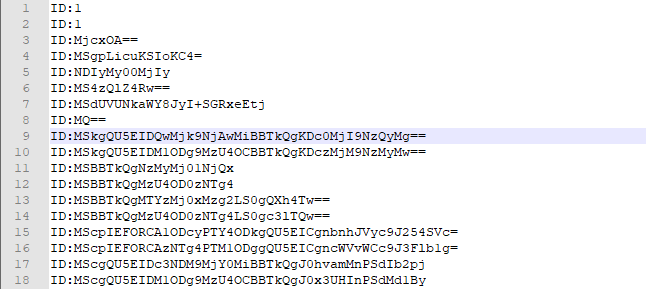 1 ID:1
2 ID:1
3 ID:MjcxOA==
4 ID:MSgpLicuKSIoKC4=
5 ID:NDIyMy00MjIy
6 ID:MS4zQlZ4Rw==
7 ID:MSdUVUNkaWY8JyI+SGRxeEtj
8 ID:MQ==
9 ID:MSkgQU5EIDQwMjk9NjAwMiBBTkQgKDc0MjI9NzQyMg==
10 ID:MSkgQU5EIDM1ODg9MzU4OCBBTkQgKDczMjM9NzMyMw==
11 ID:MSBBTkQgNzMyMj01NjQx
12 ID:MSBBTkQgMzU4OD0zNTg4
13 ID:MSBBTkQgMTYzMj0xMzg2LS0gQXh4Tw==
14 ID:MSBBTkQgMzU4OD0zNTg4LS0gc3lTQw==
15 ID:MScpIEFORCA1ODcyPTY4ODkgQU5EICgnbnhJVyc9J254SVc=
16 ID:MScpIEFORCAzNTg4PTM1ODggQU5EICgncWVvWCc9J3Flb1g=
17 ID:MScgQU5EIDc3NDM9MjY0MiBBTkQgJ0hvamMnPSdIb2pj
18 ID:MScgQU5EIDM1ODg9MzU4OCBBTkQgJ0x3UHInPSdMd1By